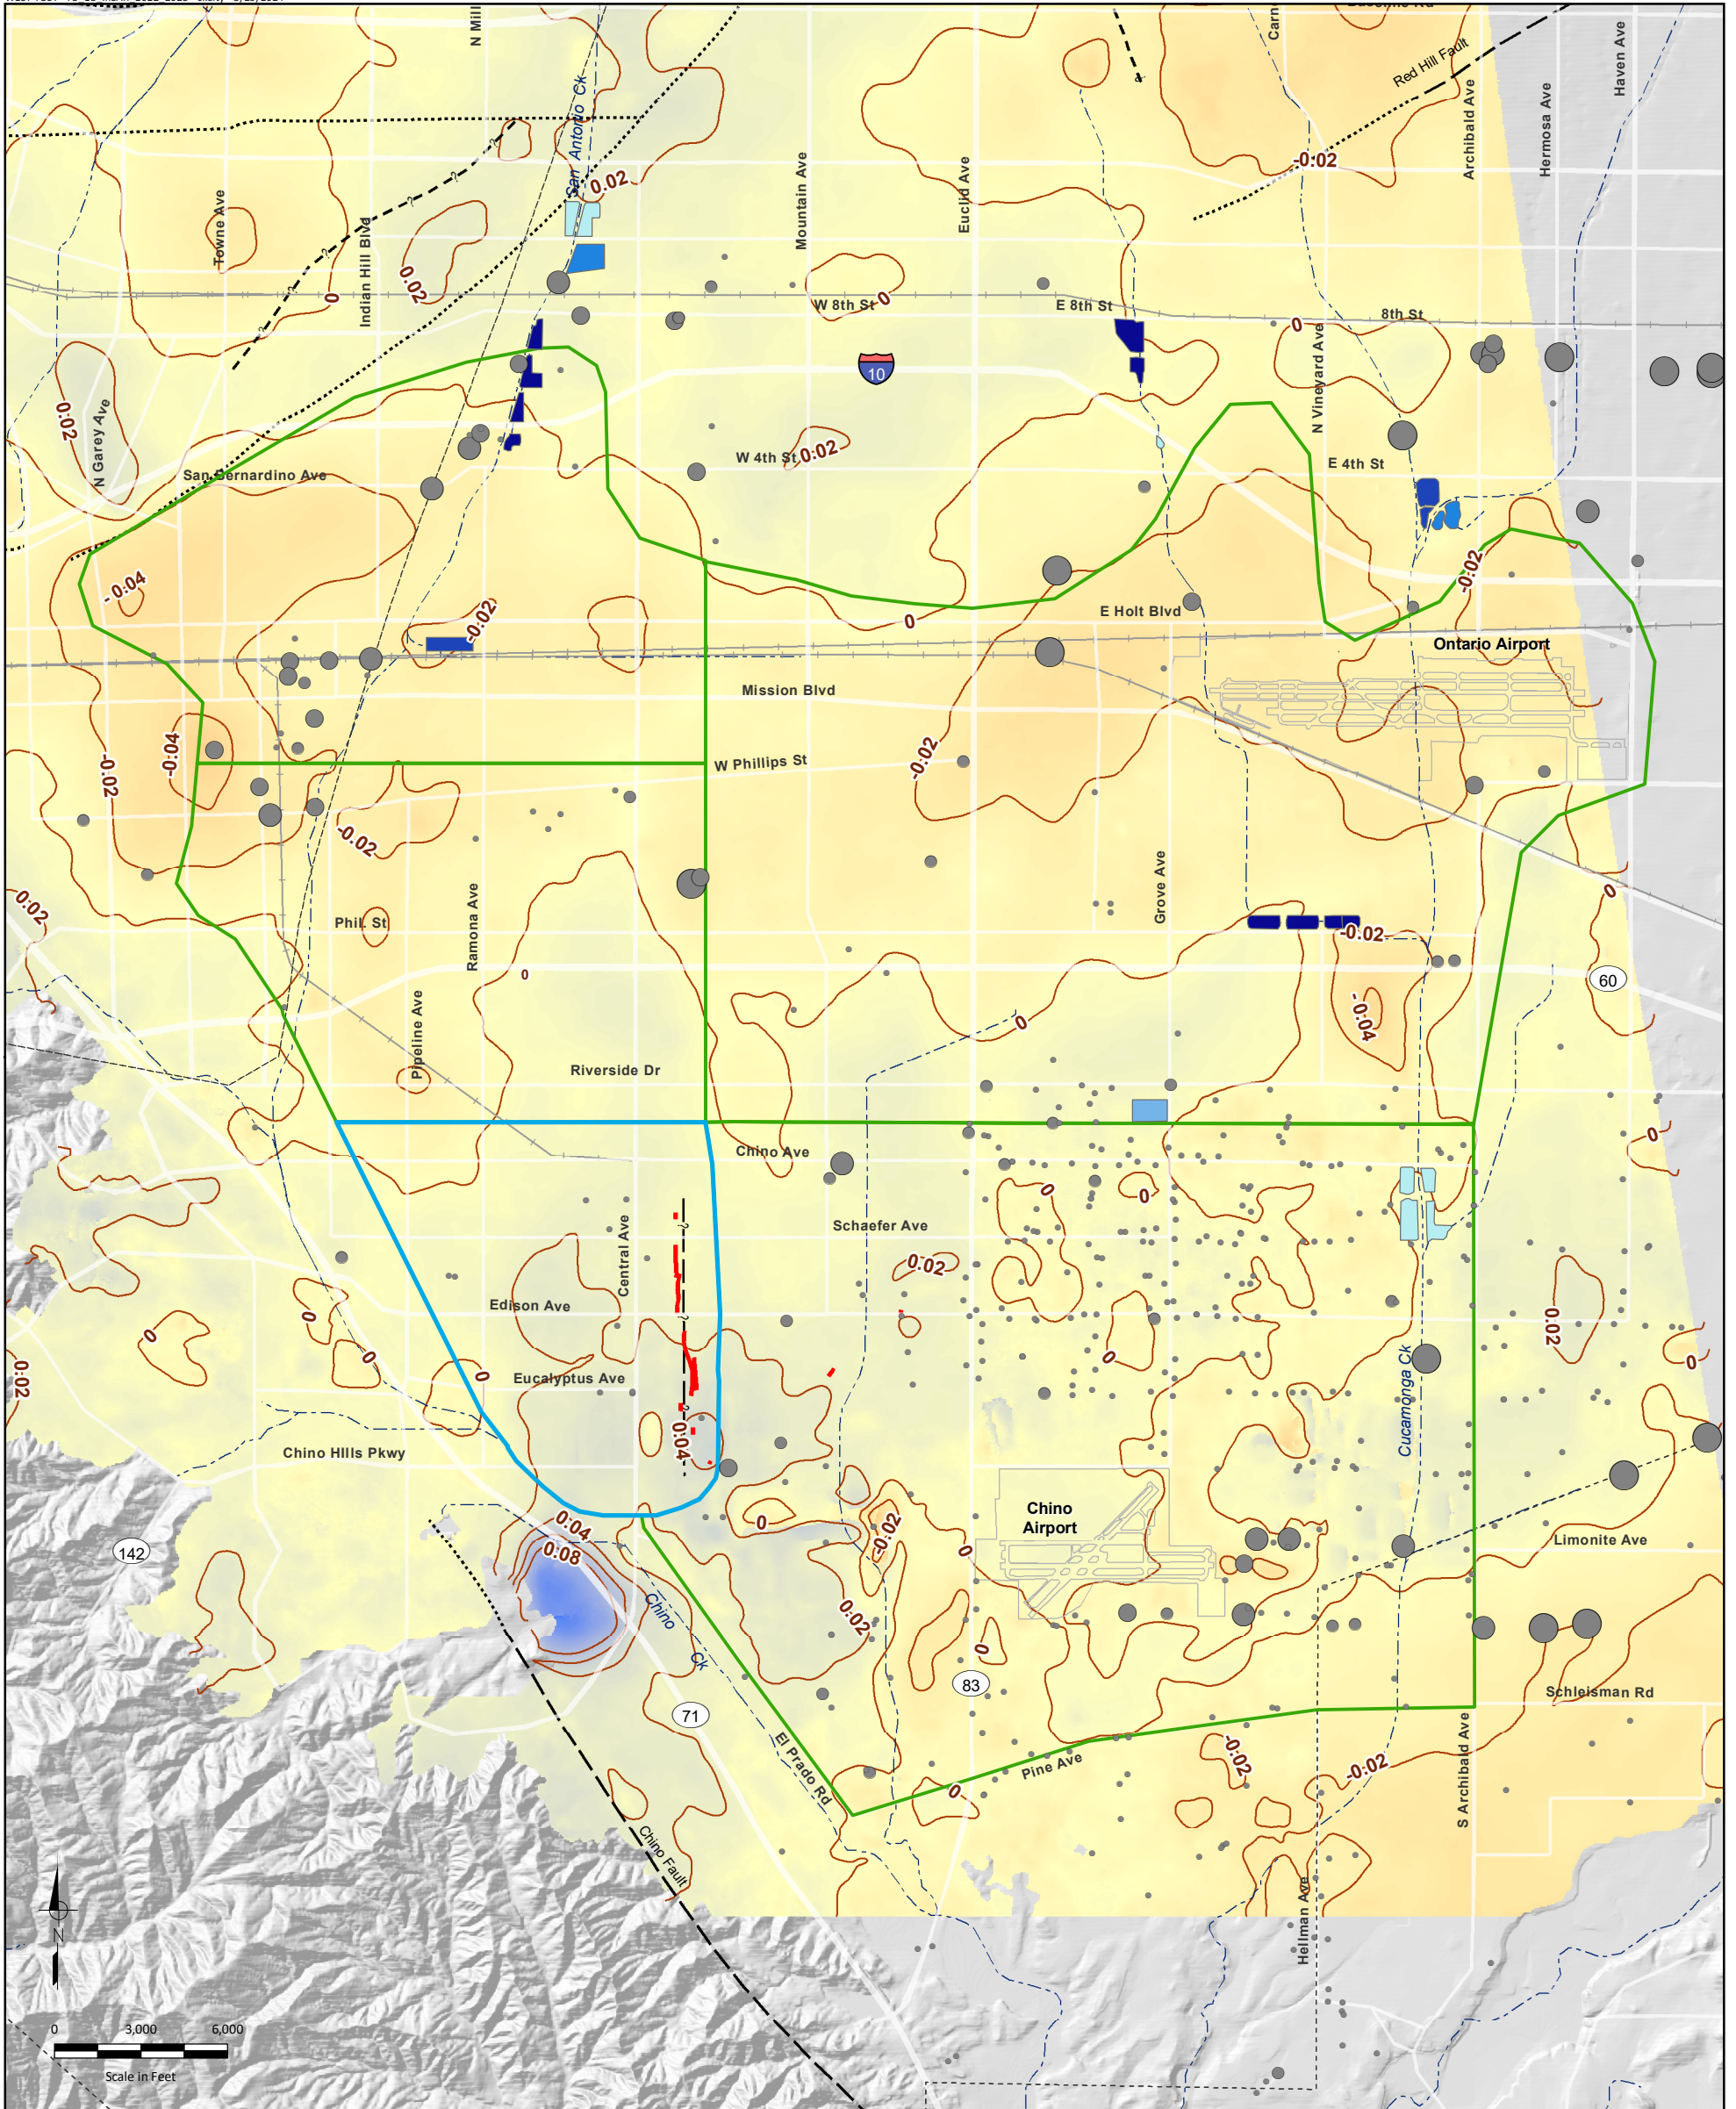 Red Hill Fault
N Mill
San Antonio Ck
Mountain Ave
Euclid Ave
Archibald Ave
Hermosa Ave
Haven Ave
-0.02
0.02
Towne Ave
Indian Hill Blvd
0.02
0
W 8th St
0
E 8th St
8th St
0
10
N Vineyard Ave
0.02
N Garey Ave
San Bernardino Ave
W 4th St
0.02
E 4th St
-0.04
-0.02
0
E Holt Blvd
-0.02
Ontario Airport
Mission Blvd
-0.04
-0.02
W Phillips St
-0.02
-0.02
Grove Ave
0.02
Phil. St
Ramona Ave
0
-0.02
0
60
-0.04
0
Pipeline Ave
Riverside Dr
Chino Ave
0
0
0
Central Ave
Schaefer Ave
0.02
Edison Ave
0
0
0
0.02
0
0
0.02
0
Eucalyptus Ave
Cucamonga Ck
Chino HIlls Pkwy
0.04
Chino
Airport
142
0.04
0.08
0
-0.02
0
Limonite Ave
Chino
Ck
0.02
0
83
Schleisman Rd
71
El Prado Rd
Pine Ave
-0.02
-0.02
S Archibald Ave
0
Chino Fault
Hellman Ave
N
0
3,000
6,000
Scale in Feet